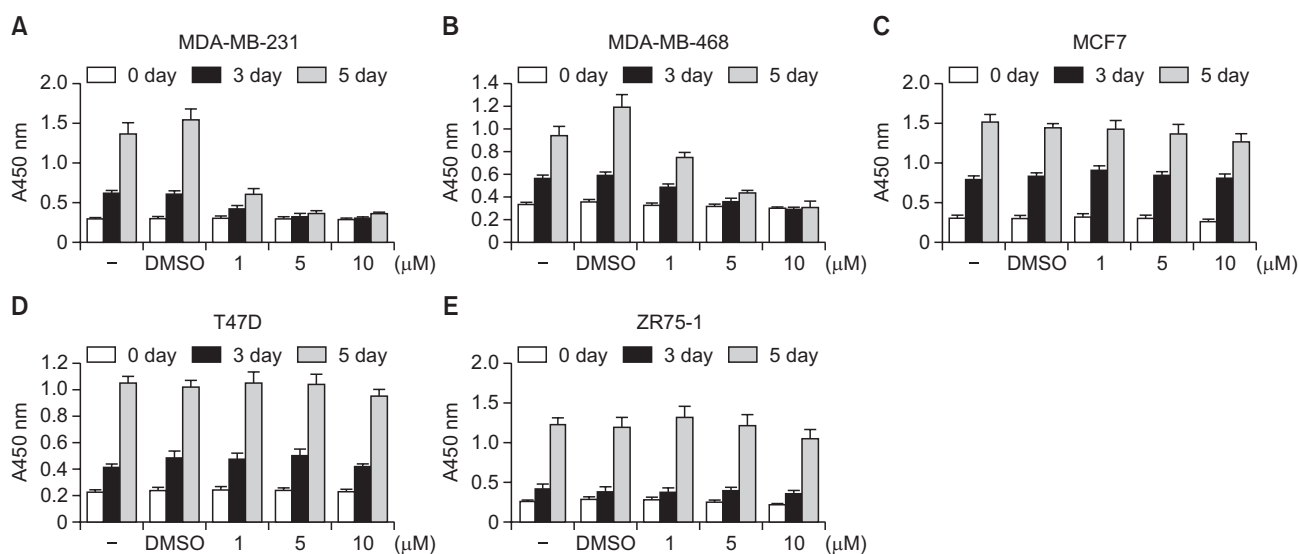 A
MDA-MB-231
0 day 3 day 5 day
A450 nm
2.0
1.5
1.0
0.5
0
– DMSO 1 5 10 (μM)
B
MDA-MB-468
0 day 3 day 5 day
A450 nm
1.4
1.2
1.0
0.8
0.6
0.4
0.2
0
– DMSO 1 5 10 (μM)
C
MCF7
0 day 3 day 5 day
A450 nm
2.0
1.5
1.0
0.5
0
– DMSO 1 5 10 (μM)
D
T47D
0 day 3 day 5 day
A450 nm
1.2
1.0
0.8
0.6
0.4
0.2
0
– DMSO 1 5 10 (μM)
E
ZR75-1
0 day 3 day 5 day
A450 nm
2.0
1.5
1.0
0.5
0
– DMSO 1 5 10 (μM)